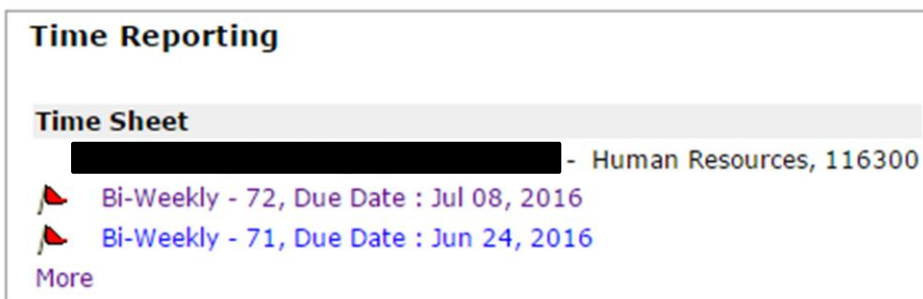 Time Reporting
Time Sheet
- Human Resources, 116300
Bi-Weekly - 72, Due Date : Jul 08, 2016
Bi-Weekly - 71, Due Date : Jun 24, 2016
More